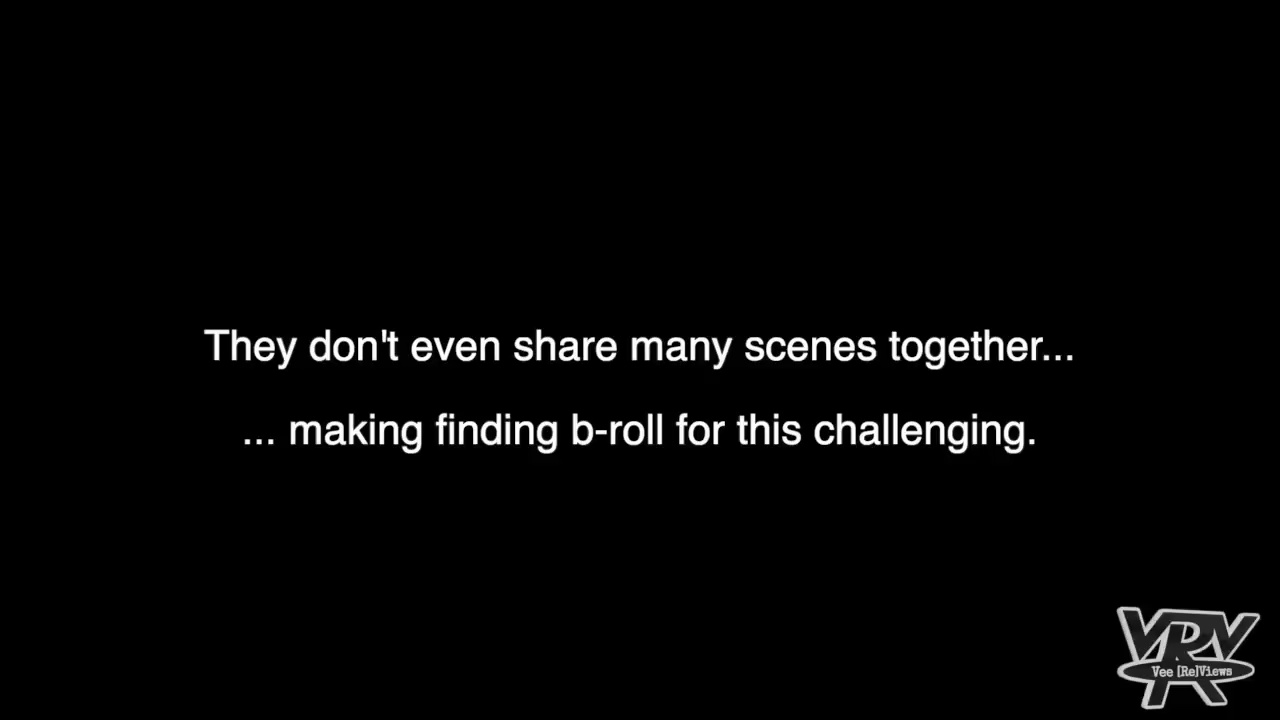 They don't even share many scenes together...
... making finding b-roll for this challenging.
VRV
Vee [Re]Views